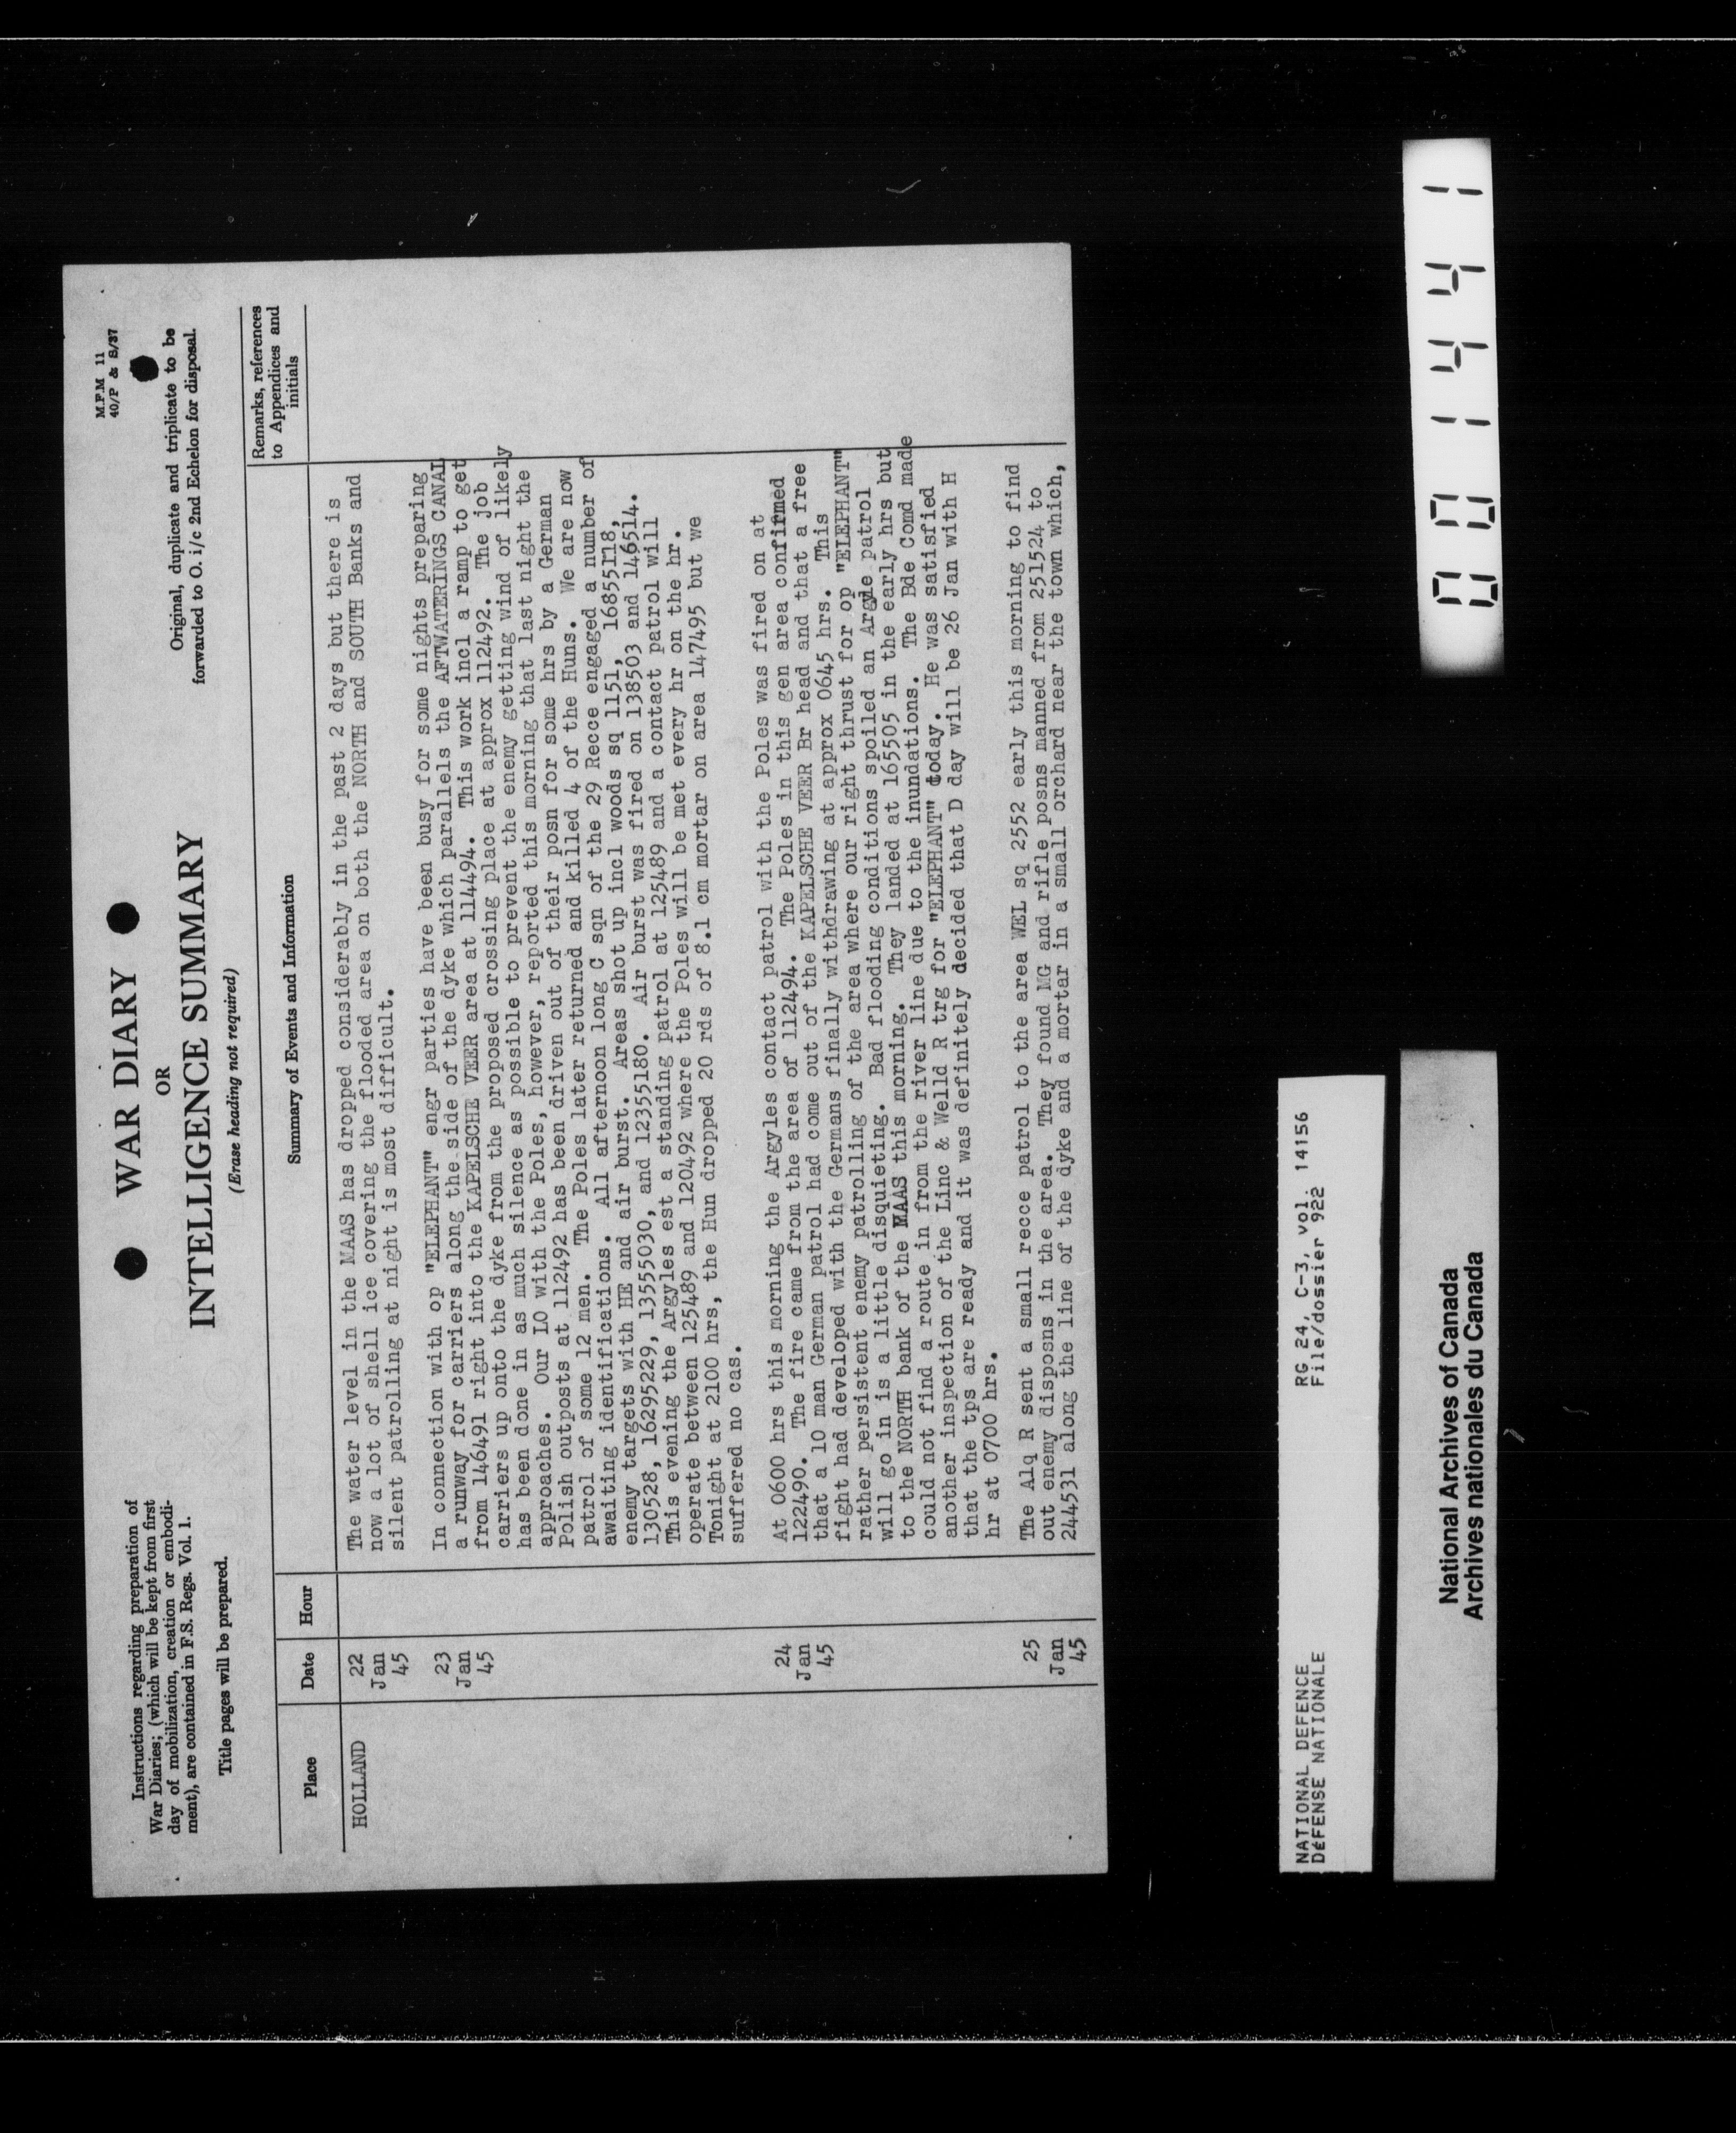 M.F.M 11
40/P & S/37
Instructions regarding preparation of
War Diaries; (which will be kept from first
day of mobilization, creation or embodi-
ment), are contained in F.S. Regs. Vol. 1.
Title pages will be prepared.
WAR DIARY
OR
INTELLIGENCE SUMMARY
(Erase heading not required)
Original, duplicate and triplicate to be
forwarded to O. i/c 2nd Echelon for disposal.
Place Date Hour Summary of Events and Information Remarks, references
to Appendices and
initials
HOLLAND
22
Jan
45
The water level in the MAAS has dropped considerably in the past 2 days but there is
now a lot of shell ice covering the flooded area on both the NORTH and SOUTH Banks and
silent patrolling at night is most difficult.
23
Jan
45
In connection with op "ELEPHANT" engr parties have been busy for some nights preparing
a runway for carriers along the side of the dyke which parallels the AFTWATERINGS CANAL
from 146491 right into the KAPELSCHE VEER area at 114494. This work incl a ramp to get
carriers up onto the dyke from the proposed crossing place at approx 112492. The job
has been done in as much silence as possible to prevent the enemy getting wind of likely
approaches. Our LO with the Poles, however, reported this morning that last night the
Polish outposts at 112492 has been driven out of their posn for some hrs by a German
patrol of some 12 men. The Poles later returned and killed 4 of the Huns. We are now
awaiting identifications. All afternoon long C sqn of the 29 Recce engaged a number of
enemy targets with HE and air burst. Areas shot up incl woods sq 1151, 16855118,
130528, 16295229, 13555030, and 12355180. Air burst was fired on 138503 and 146514.
This evening the Argyles est a standing patrol at 125489 and a contact patrol will
operate between 125489 and 120492 where the Poles will be met every hr on the hr.
Tonight at 2100 hrs, the Hun dropped 20 rds of 8.1 cm mortar on area 147495 but we
suffered no cas.
24
Jan
45
At 0600 hrs this morning the Argyles contact patrol with the Poles was fired on at
122490. The fire came from the area of 112494. The Poles in this gen area confirmed
that a 10 man German patrol had come out of the KAPELSCHE VEER Br head and that a free
fight had developed with the Germans finally withdrawing at approx 0645 hrs. This
rather persistent enemy patrolling of the area where our right thrust for op "ELEPHANT"
will go in is a little disquieting. Bad flooding conditions spoiled an Argyle patrol
to the NORTH bank of the MAAS this morning. They landed at 165505 in the early hrs but
could not find a route in from the river line due to the inundations. The Bde Comd made
another inspection of the Linc & Welld R trg for "ELEPHANT" today. He was satisfied
that the tps are ready and it was definitely decided that D day will be 26 Jan with H
hr at 0700 hrs.
25
Jan
45
The Alq R sent a small recce patrol to the area WEL sq 2552 early this morning to find
out enemy disposns in the area. They found MG and rifle posns manned from 251524 to
244531 along the line of the dyke and a mortar in a small orchard near the town which,
NATIONAL DEFENCE RG 24, C-3, vol. 14156
DÉFENSE NATIONALE File/dossier 922
National Archives of Canada
Archives nationales du Canada
001441